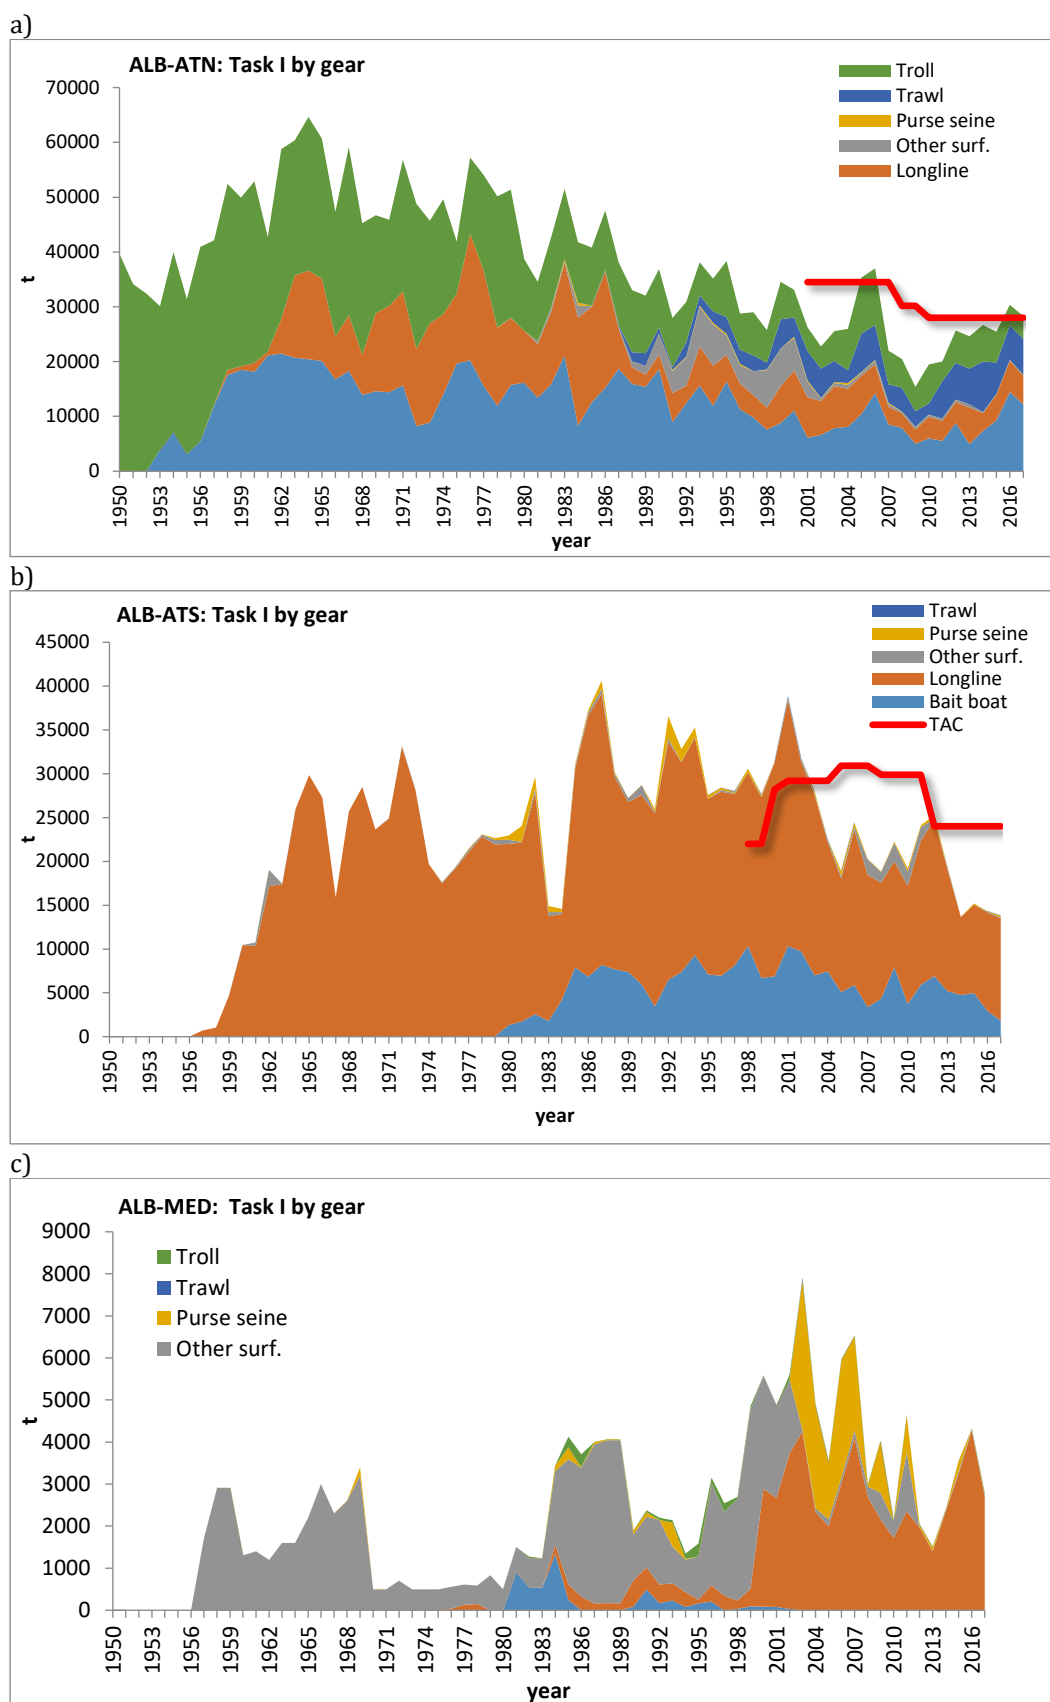 a)
ALB-ATN: Task I by gear
Troll
Trawl
Purse seine
Other surf.
Longline
70000
60000
50000
40000
30000
20000
10000
0
t
1950 1953 1956 1959 1962 1965 1968 1971 1974 1977 1980 1983 1986 1989 1992 1995 1998 2001 2004 2007 2010 2013 2016
year
b)
ALB-ATS: Task I by gear
Trawl
Purse seine
Other surf.
Longline
Bait boat
TAC
45000
40000
35000
30000
25000
20000
15000
10000
5000
0
1950 1953 1956 1959 1962 1965 1968 1971 1974 1977 1980 1983 1986 1989 1992 1995 1998 2001 2004 2007 2010 2013 2016
year
c)
ALB-MED: Task I by gear
Troll
Trawl
Purse seine
Other surf.
9000
8000
7000
6000
5000
4000
3000
2000
1000
0
t
1950 1953 1956 1959 1962 1965 1968 1971 1974 1977 1980 1983 1986 1989 1992 1995 1998 2001 2004 2007 2010 2013 2016
year